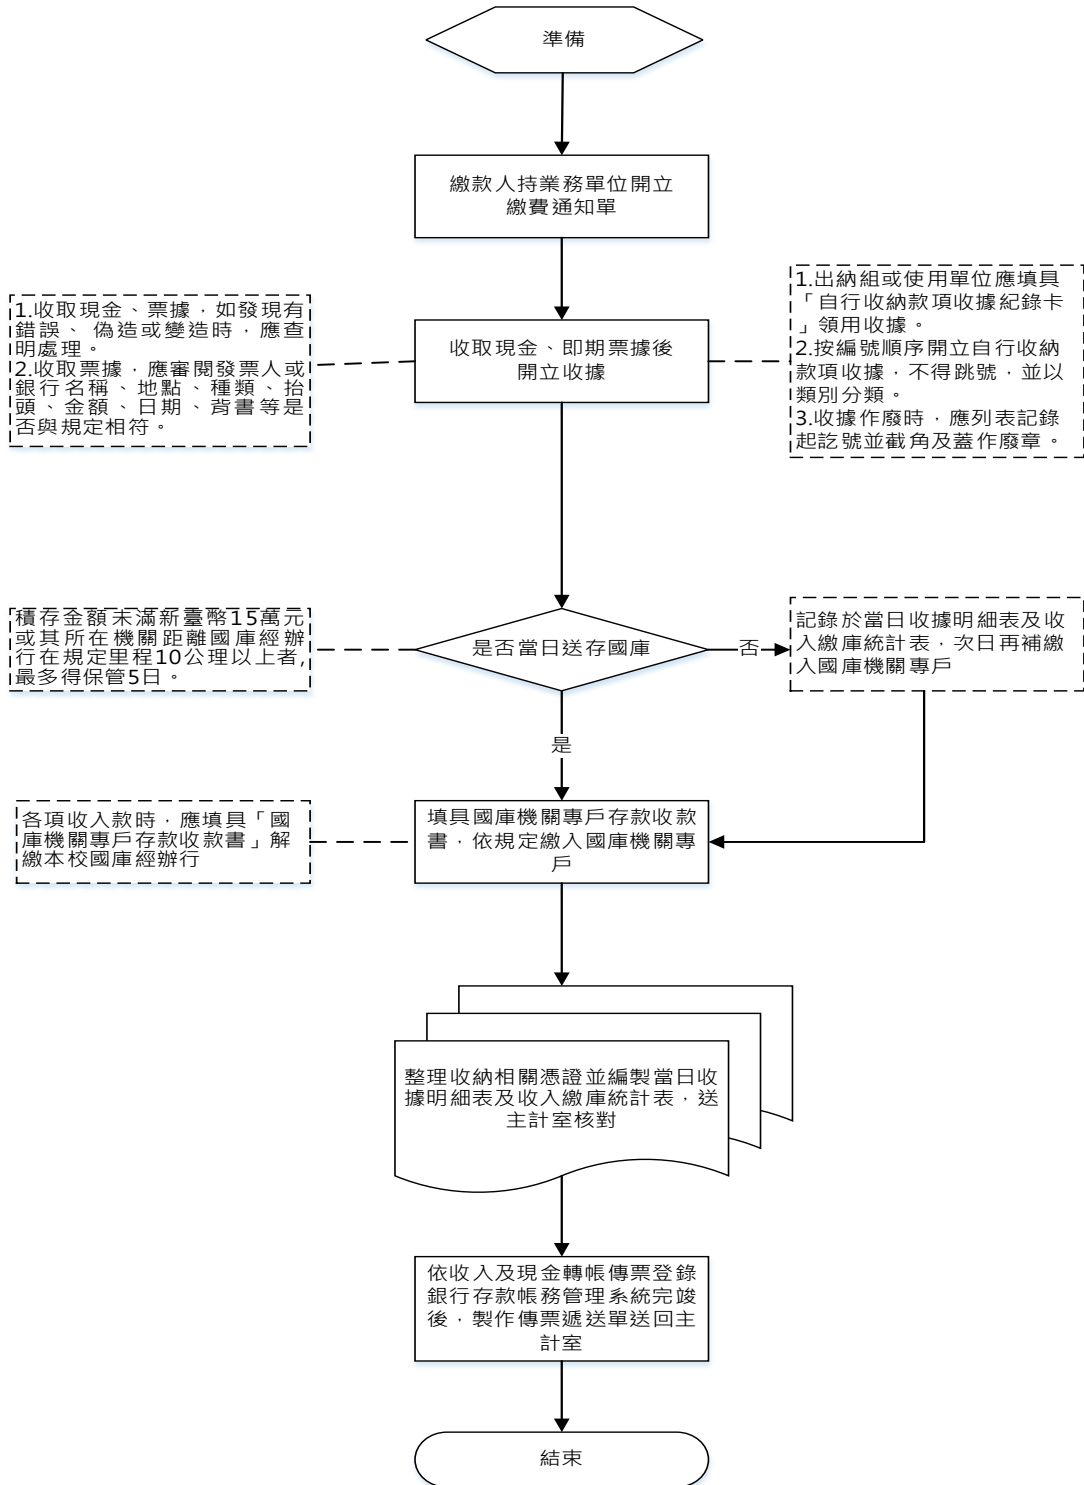 準備
繳款人持業務單位開立
繳費通知單
1.收取現金、票據，如發現有
錯誤、偽造或變造時，應查
明處理。
2.收取票據，應審閱發票人或
銀行名稱、地點、種類、抬
頭、金額、日期、背書等是
否與規定相符。
收取現金、即期票據後
開立收據
1.出納組或使用單位應填具
「自行收納款項收據紀錄卡
」領用收據。
2.按編號順序開立自行收納
款項收據，不得跳號，並以
類別分類。
3.收據作廢時，應列表記錄
起訖號並截角及蓋作廢章。
積存金額未滿新臺幣15萬元
或其所在機關距離國庫經辦
行在規定里程10公理以上者,
最多得保管5日。
是否當日送存國庫
否
記錄於當日收據明細表及收
入繳庫統計表，次日再補繳
入國庫機關專戶
是
各項收入款時，應填具「國
庫機關專戶存款收款書」解
繳本校國庫經辦行
填具國庫機關專戶存款收款
書，依規定繳入國庫機關專
戶
整理收納相關憑證並編製當日收
據明細表及收入繳庫統計表，送
主計室核對
依收入及現金轉帳傳票登錄
銀行存款帳務管理系統完竣
後，製作傳票遞送單送回主
計室
結束